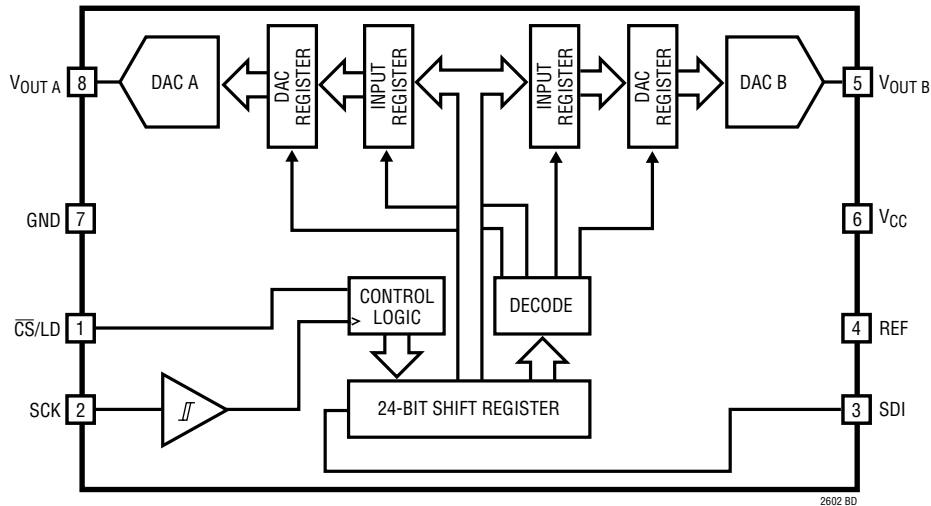 VOUT A
8
DAC A
DAC
REGISTER
INPUT
REGISTER
INPUT
REGISTER
DAC
REGISTER
DAC B
5
VOUT B
GND
7
6
VCC
CS/LD
1
CONTROL
LOGIC
DECODE
4
REF
SCK
2
24-BIT SHIFT REGISTER
3
SDI
2602 BD